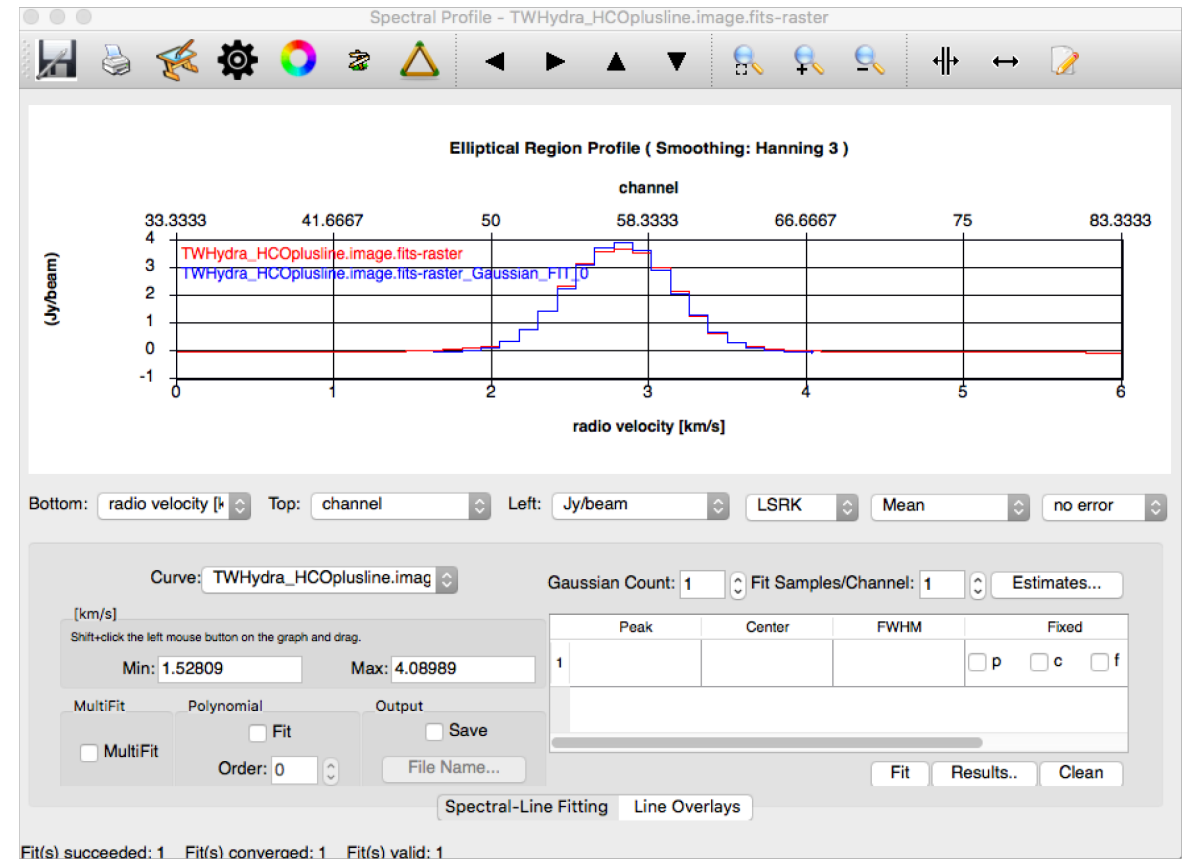 Spectral Profile - TWHydra_HCOplusline.image.fits-raster
Elliptical Region Profile ( Smoothing: Hanning 3 )
channel
33.3333 41.6667 50 58.3333 66.6667 75 83.3333
(Jy/beam)
4
3
2
1
0
-1
TWHydra_HCOplusline.image.fits-raster
TWHydra_HCOplusline.image.fits-raster_Gaussian_FIT_0
0 1 2 3 4 5 6
radio velocity [km/s]
Bottom: radio velocity [k Top: channel Left: Jy/beam LSRK Mean no error
Curve: TWHydra_HCOplusline.imag
Gaussian Count: 1 Fit Samples/Channel: 1 Estimates...
[km/s]
Shift+click the left mouse button on the graph and drag.
Min: 1.52809 Max: 4.08989
Peak Center FWHM Fixed
1 p c f
MultiFit Polynomial Output
MultiFit
Fit
Save
Order: 0
File Name...
Fit Results.. Clean
Spectral-Line Fitting Line Overlays
Fit(s) succeeded: 1 Fit(s) converged: 1 Fit(s) valid: 1